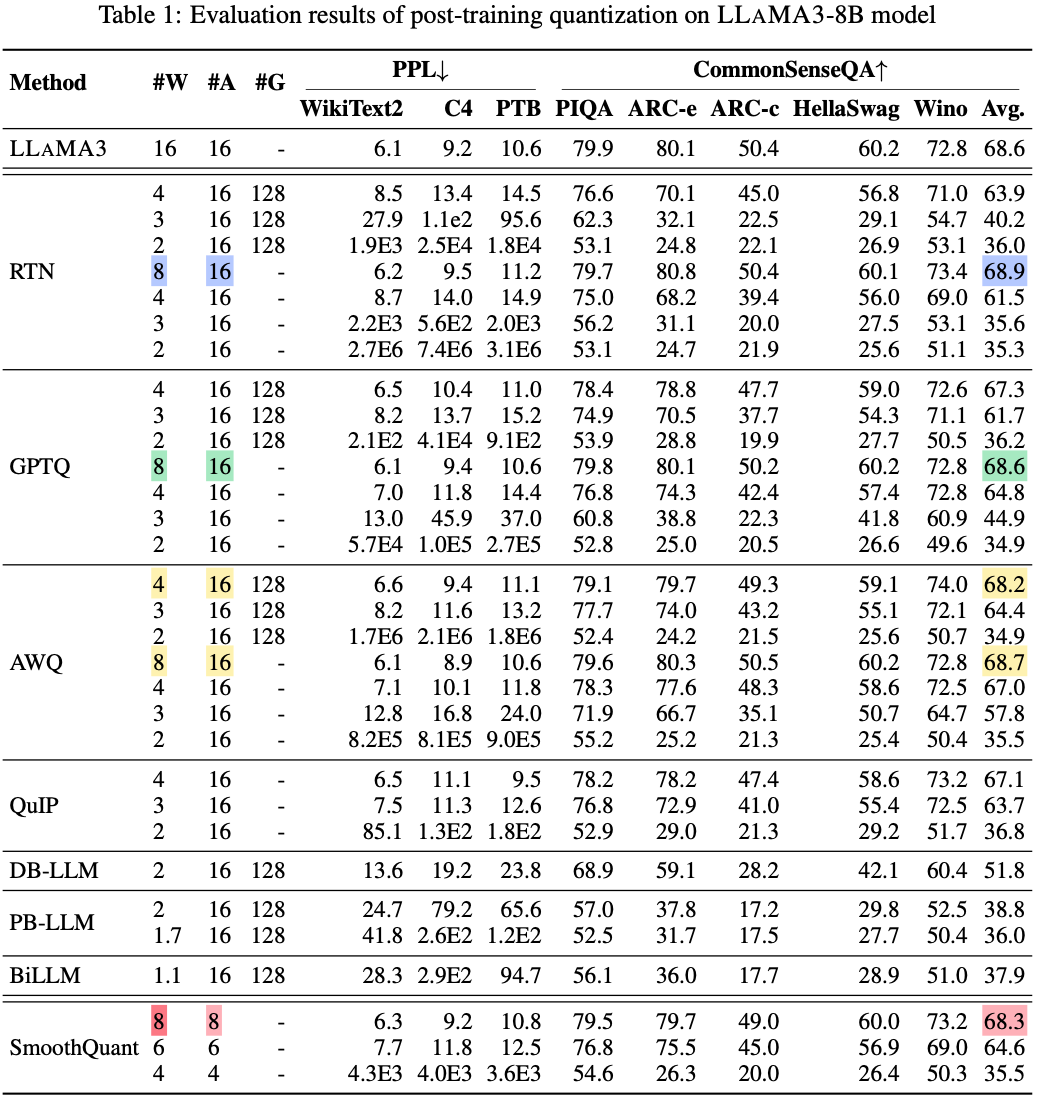 Table 1: Evaluation results of post-training quantization on LLAMA3-8B model
Method #W #A #G PPL↓ CommonSenseQA↑
WikiText2 C4 PTB PIQA ARC-e ARC-c HellaSwag Wino Avg.
LLAMA3 16 16 - 6.1 9.2 10.6 79.9 80.1 50.4 60.2 72.8 68.6
4 16 128 8.5 13.4 14.5 76.6 70.1 45.0 56.8 71.0 63.9
3 16 128 27.9 1.1e2 95.6 62.3 32.1 22.5 29.1 54.7 40.2
2 16 128 1.9E3 2.5E4 1.8E4 53.1 24.8 22.1 26.9 53.1 36.0
RTN 8 16 - 6.2 9.5 11.2 79.7 80.8 50.4 60.1 73.4 68.9
4 16 - 8.7 14.0 14.9 75.0 68.2 39.4 56.0 69.0 61.5
3 16 - 2.2E3 5.6E2 2.0E3 56.2 31.1 20.0 27.5 53.1 35.6
2 16 - 2.7E6 7.4E6 3.1E6 53.1 24.7 21.9 25.6 51.1 35.3
4 16 128 6.5 10.4 11.0 78.4 78.8 47.7 59.0 72.6 67.3
3 16 128 8.2 13.7 15.2 74.9 70.5 37.7 54.3 71.1 61.7
2 16 128 2.1E2 4.1E4 9.1E2 53.9 28.8 19.9 27.7 50.5 36.2
GPTQ 8 16 - 6.1 9.4 10.6 79.8 80.1 50.2 60.2 72.8 68.6
4 16 - 7.0 11.8 14.4 76.8 74.3 42.4 57.4 72.8 64.8
3 16 - 13.0 45.9 37.0 60.8 38.8 22.3 41.8 60.9 44.9
2 16 - 5.7E4 1.0E5 2.7E5 52.8 25.0 20.5 26.6 49.6 34.9
4 16 128 6.6 9.4 11.1 79.1 79.7 49.3 59.1 74.0 68.2
3 16 128 8.2 11.6 13.2 77.7 74.0 43.2 55.1 72.1 64.4
2 16 128 1.7E6 2.1E6 1.8E6 52.4 24.2 21.5 25.6 50.7 34.9
AWQ 8 16 - 6.1 8.9 10.6 79.6 80.3 50.5 60.2 72.8 68.7
4 16 - 7.1 10.1 11.8 78.3 77.6 48.3 58.6 72.5 67.0
3 16 - 12.8 16.8 24.0 71.9 66.7 35.1 50.7 64.7 57.8
2 16 - 8.2E5 8.1E5 9.0E5 55.2 25.2 21.3 25.4 50.4 35.5
4 16 - 6.5 11.1 9.5 78.2 78.2 47.4 58.6 73.2 67.1
QuIP 3 16 - 7.5 11.3 12.6 76.8 72.9 41.0 55.4 72.5 63.7
2 16 - 85.1 1.3E2 1.8E2 52.9 29.0 21.3 29.2 51.7 36.8
DB-LLM 2 16 128 13.6 19.2 23.8 68.9 59.1 28.2 42.1 60.4 51.8
PB-LLM 2 16 128 24.7 79.2 65.6 57.0 37.8 17.2 29.8 52.5 38.8
1.7 16 128 41.8 2.6E2 1.2E2 52.5 31.7 17.5 27.7 50.4 36.0
BiLLM 1.1 16 128 28.3 2.9E2 94.7 56.1 36.0 17.7 28.9 51.0 37.9
8 8 - 6.3 9.2 10.8 79.5 79.7 49.0 60.0 73.2 68.3
SmoothQuant 6 6 - 7.7 11.8 12.5 76.8 75.5 45.0 56.9 69.0 64.6
4 4 - 4.3E3 4.0E3 3.6E3 54.6 26.3 20.0 26.4 50.3 35.5